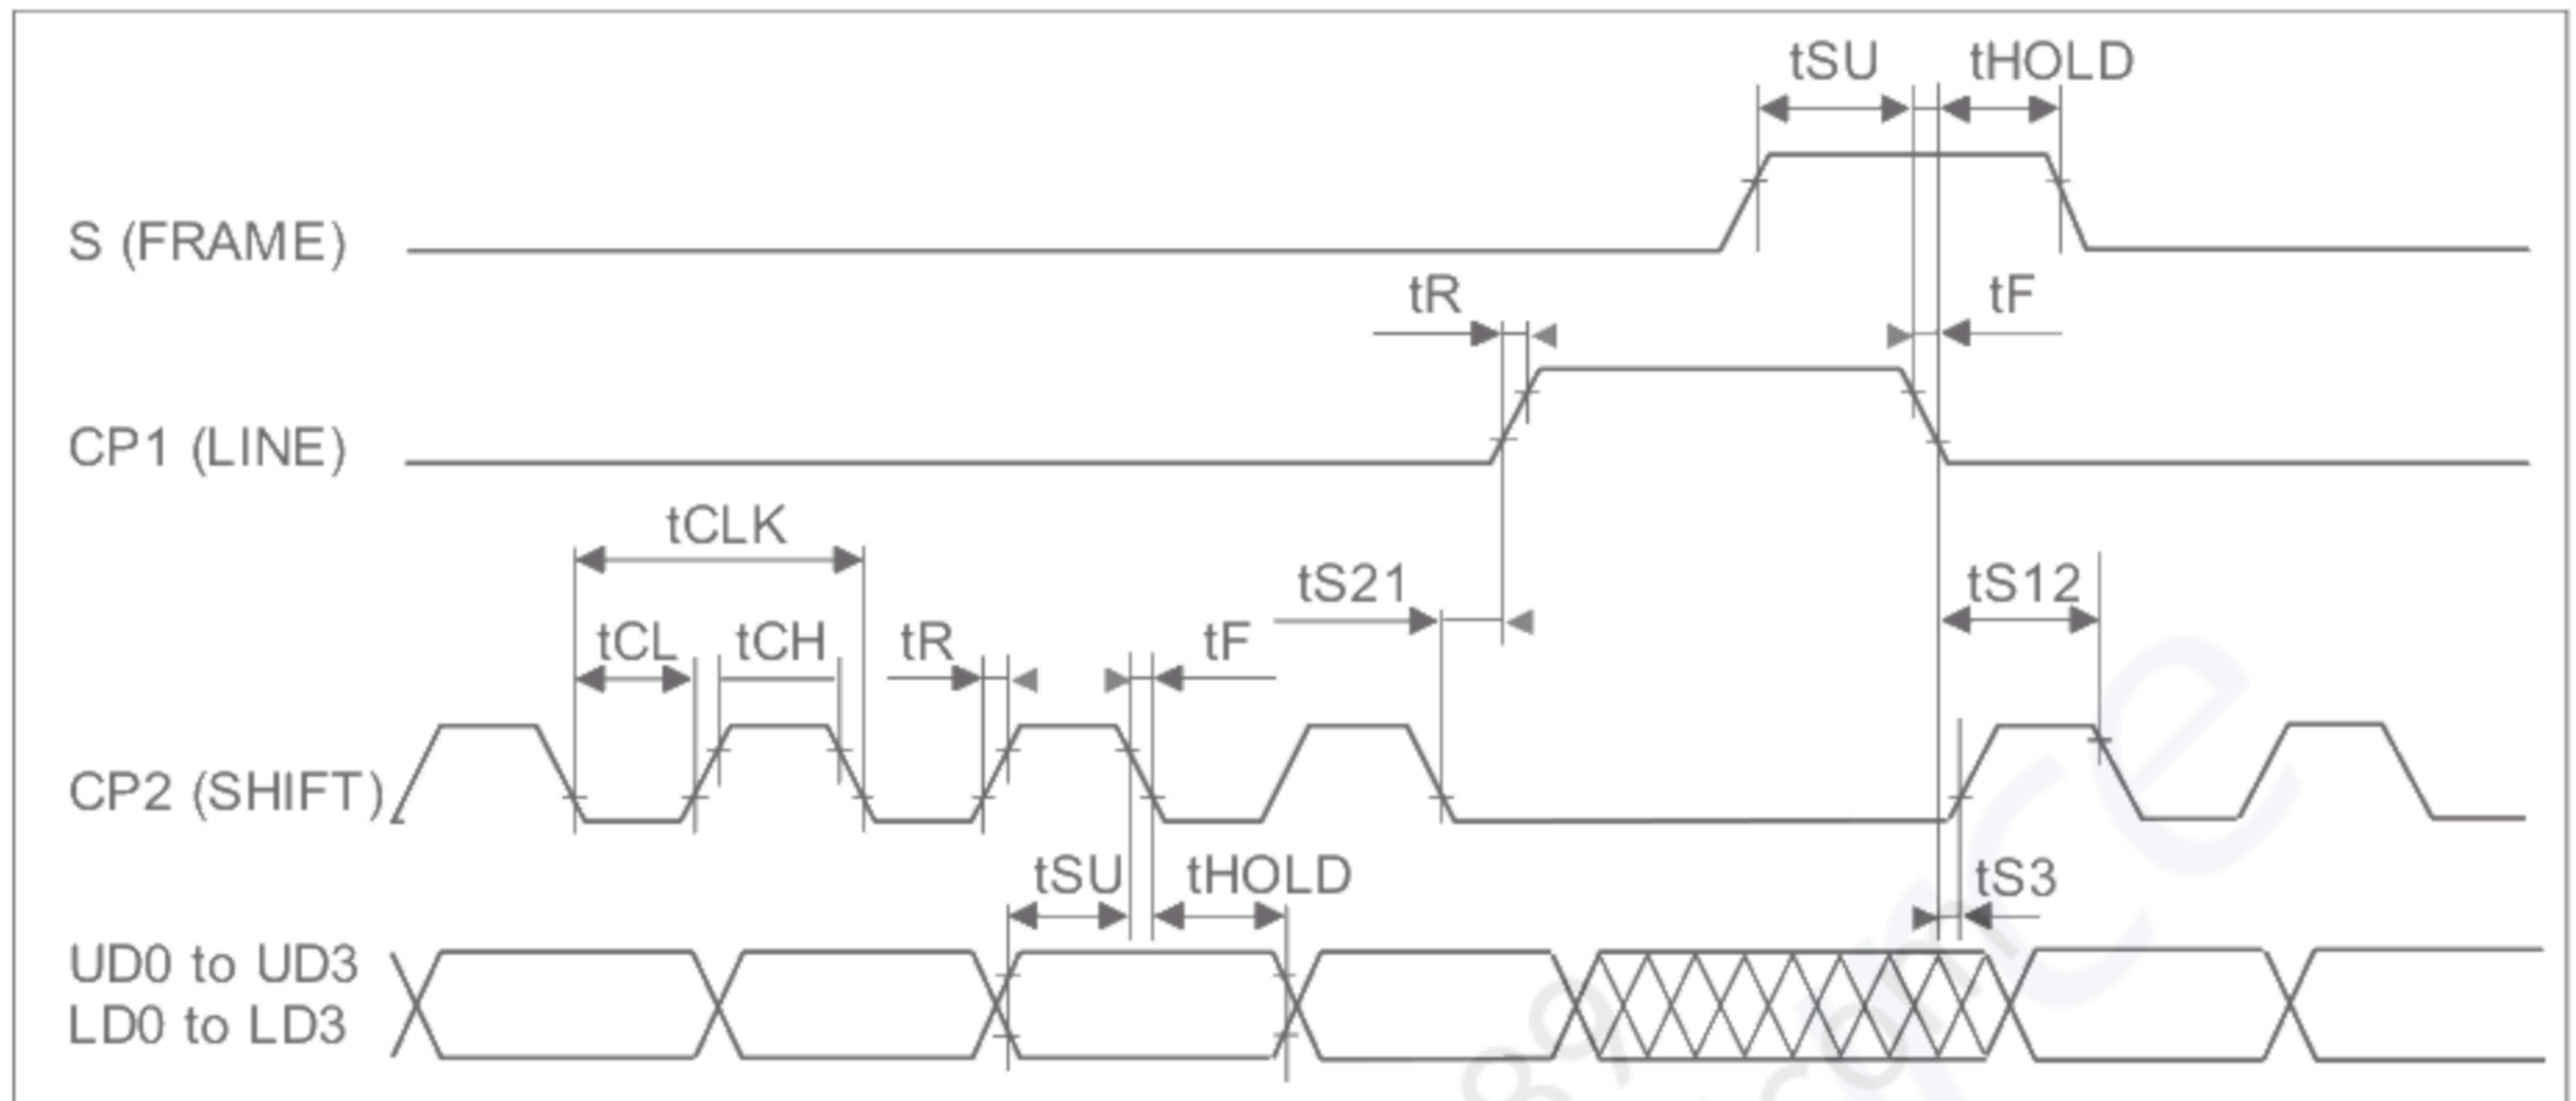 tSU tHOLD
S (FRAME)
tR tF
CP1 (LINE)
tCLK
tS21 tS12
tCL tCH tR tF
CP2 (SHIFT)
tSU tHOLD tS3
UD0 to UD3
LD0 to LD3